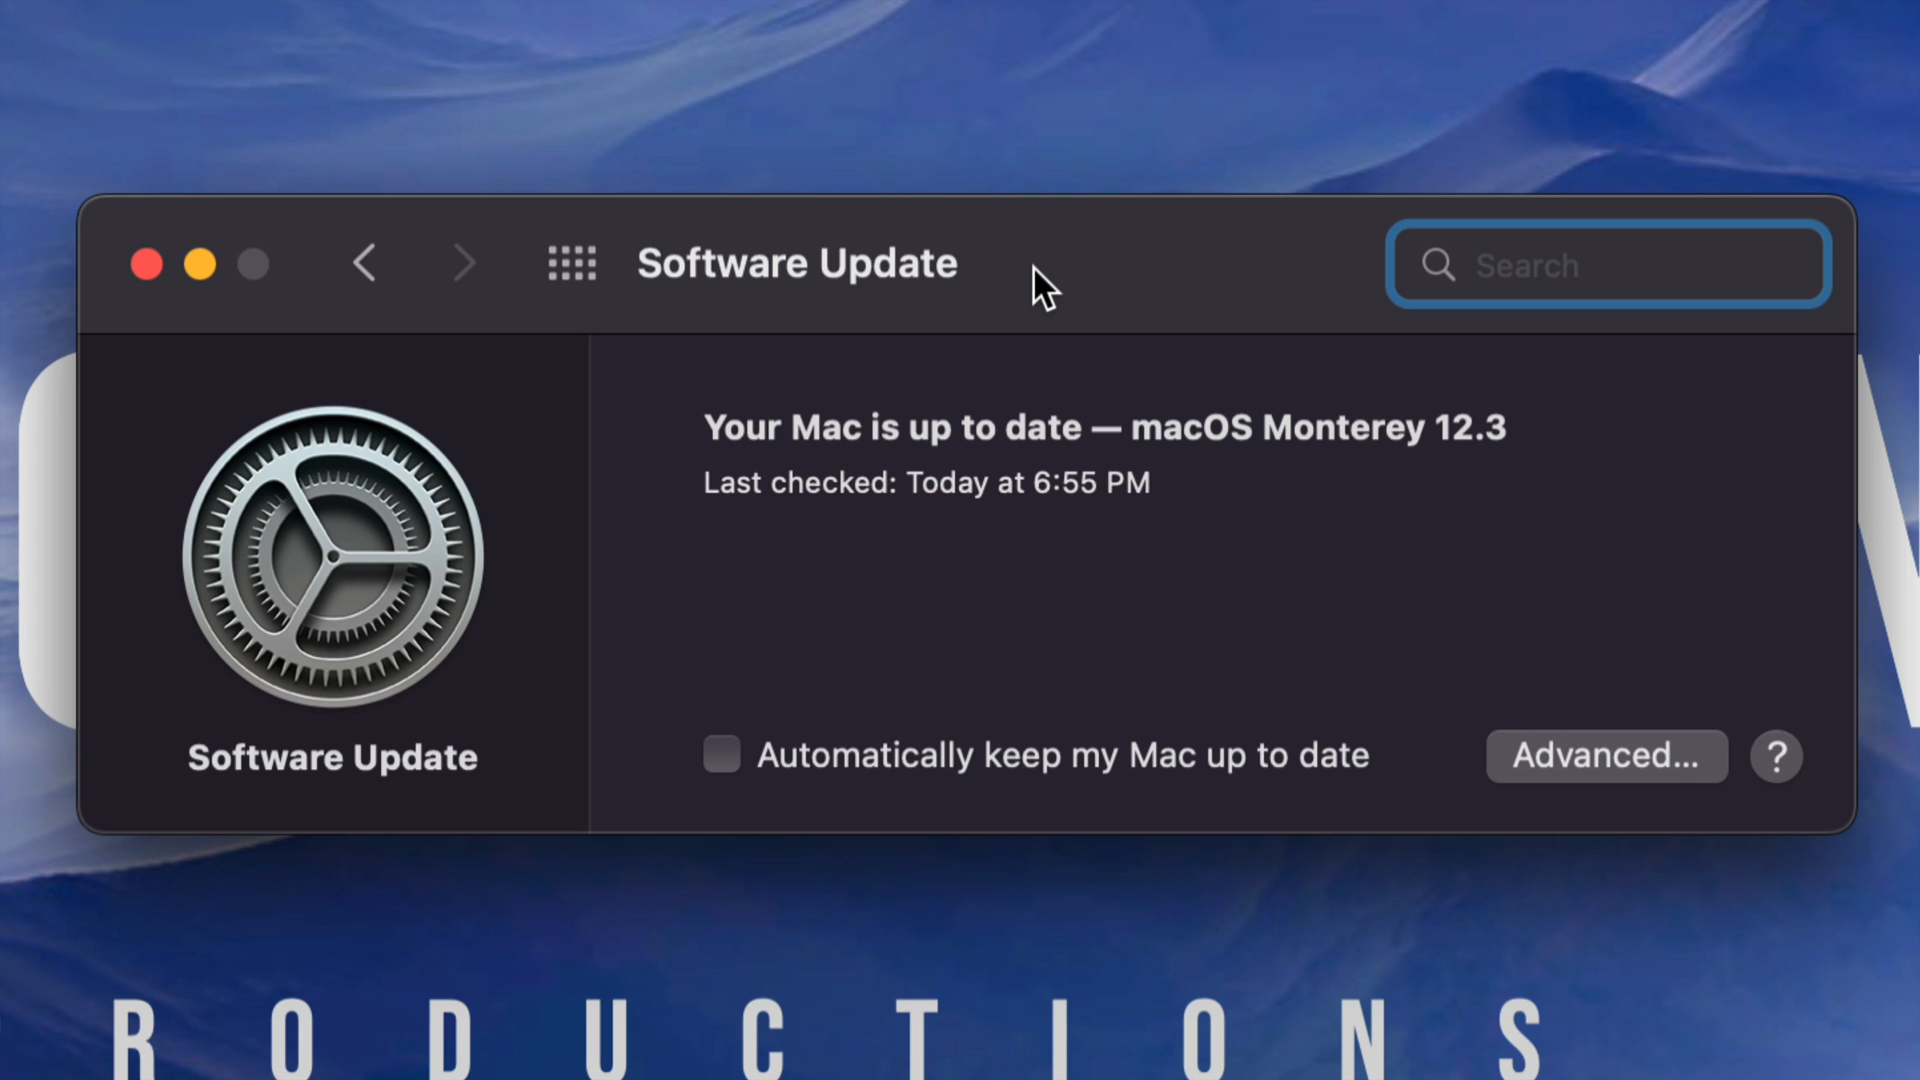 Software Update
Search
Your Mac is up to date — macOS Monterey 12.3
Last checked: Today at 6:55 PM
Software Update
Automatically keep my Mac up to date
Advanced...
?
RODUCTIONS